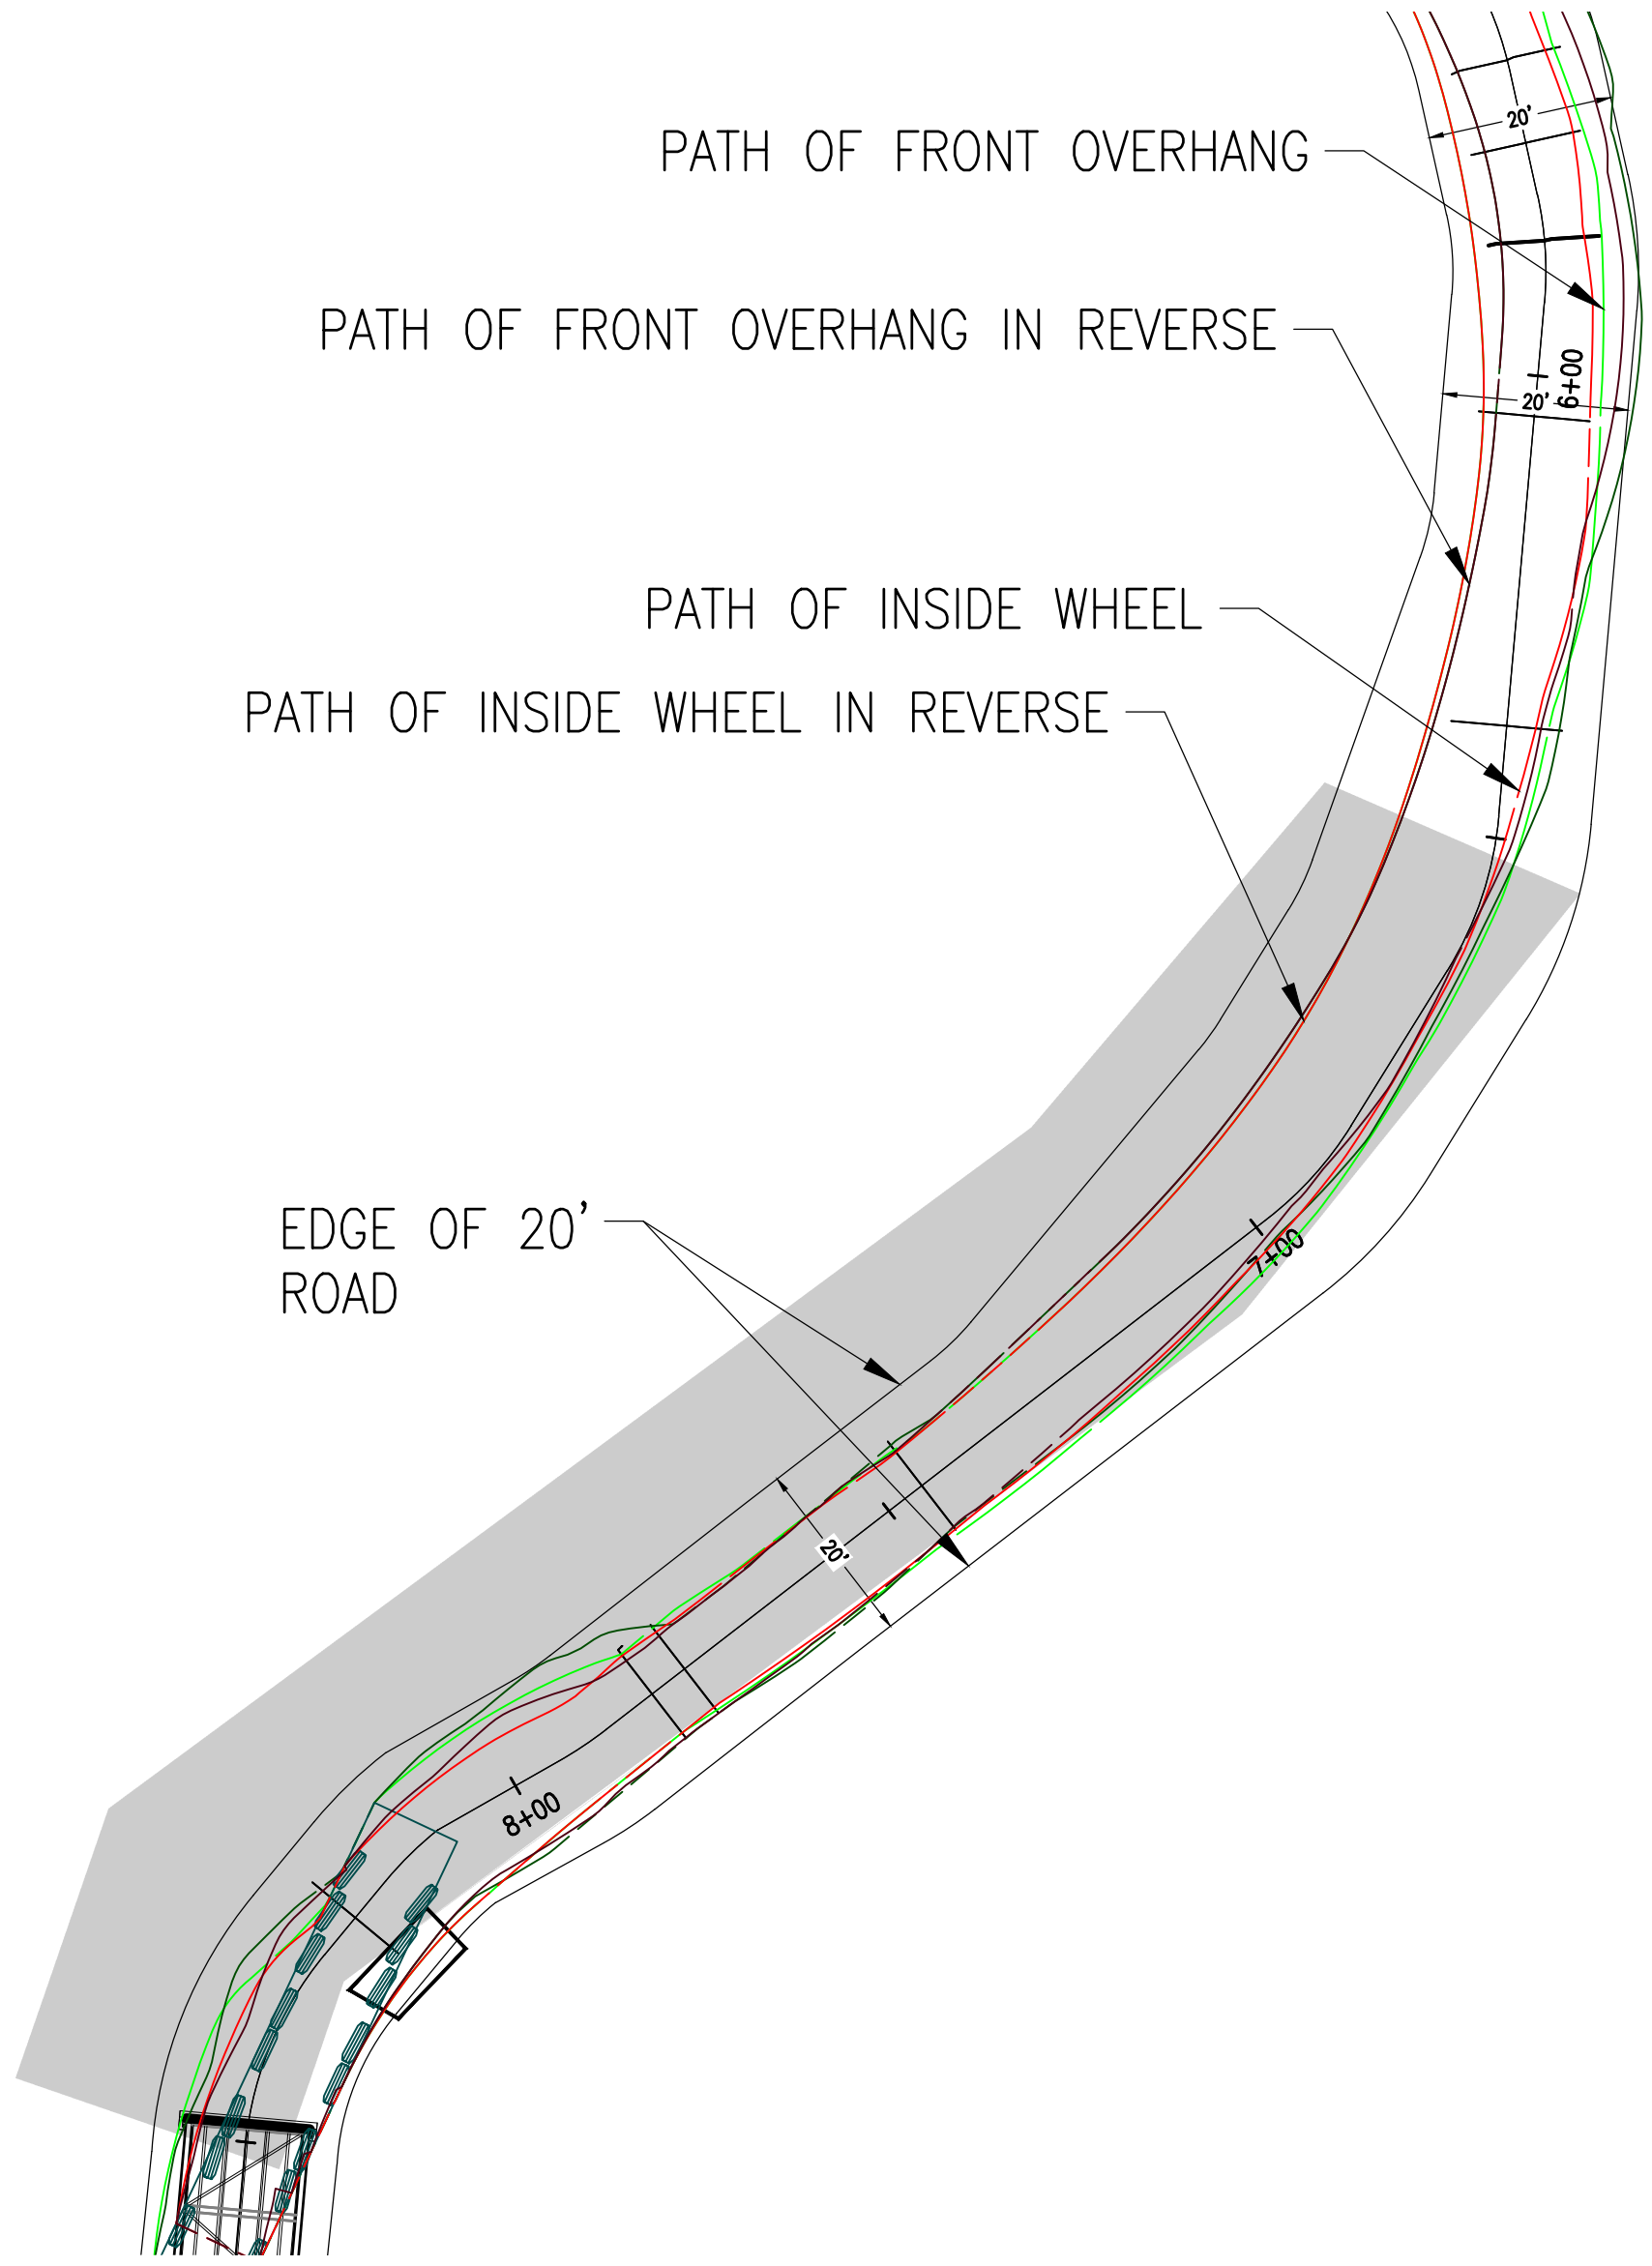 20'
PATH OF FRONT OVERHANG
PATH OF FRONT OVERHANG IN REVERSE
6+00
20'
PATH OF INSIDE WHEEL
PATH OF INSIDE WHEEL IN REVERSE
EDGE OF 20'
ROAD
7+00
20'
8+00